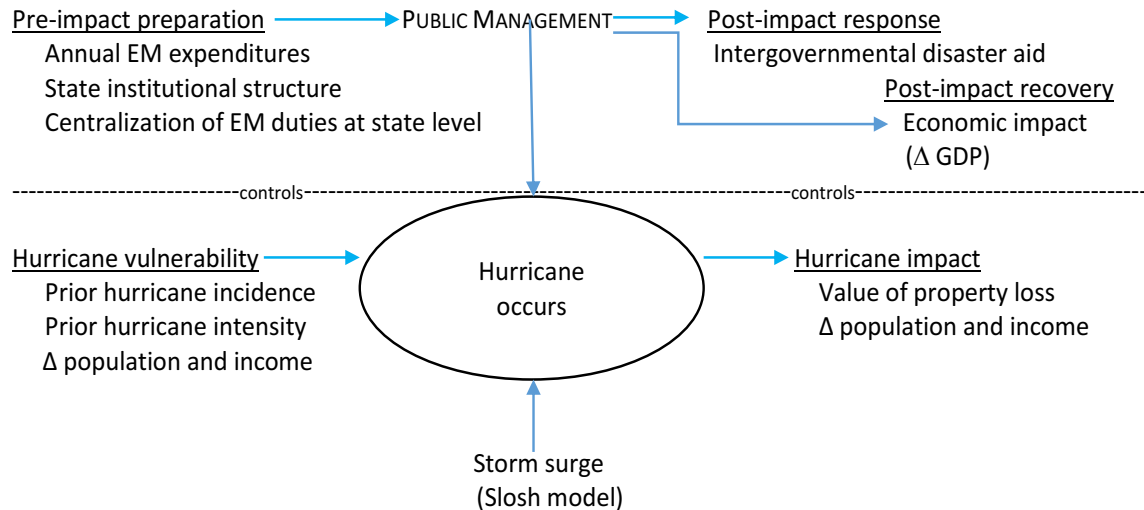 Pre-impact preparation
Annual EM expenditures
State institutional structure
Centralization of EM duties at state level
PUBLIC MANAGEMENT
Post-impact response
Intergovernmental disaster aid
Post-impact recovery
Economic impact
(Δ GDP)
controls
controls
Hurricane vulnerability
Prior hurricane incidence
Prior hurricane intensity
Δ population and income
Hurricane
occurs
Hurricane impact
Value of property loss
Δ population and income
Storm surge
(Slosh model)